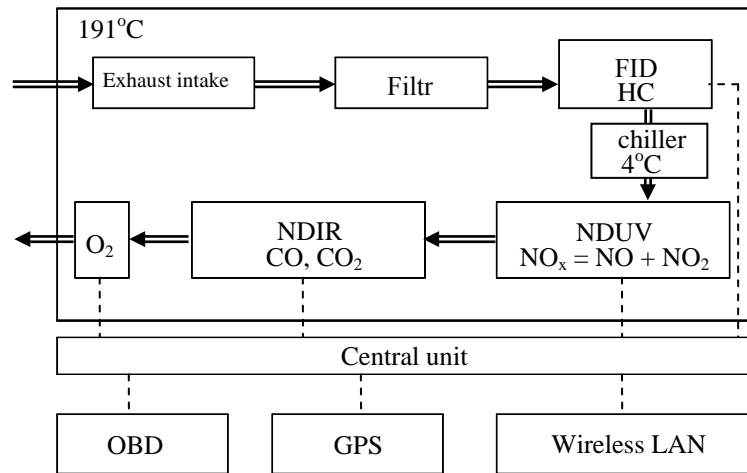 191°C
Exhaust intake
Filtr
FID
HC
chiller
4°C
O₂
NDIR
CO, CO₂
NDUV
NOₓ = NO + NO₂
Central unit
OBD
GPS
Wireless LAN